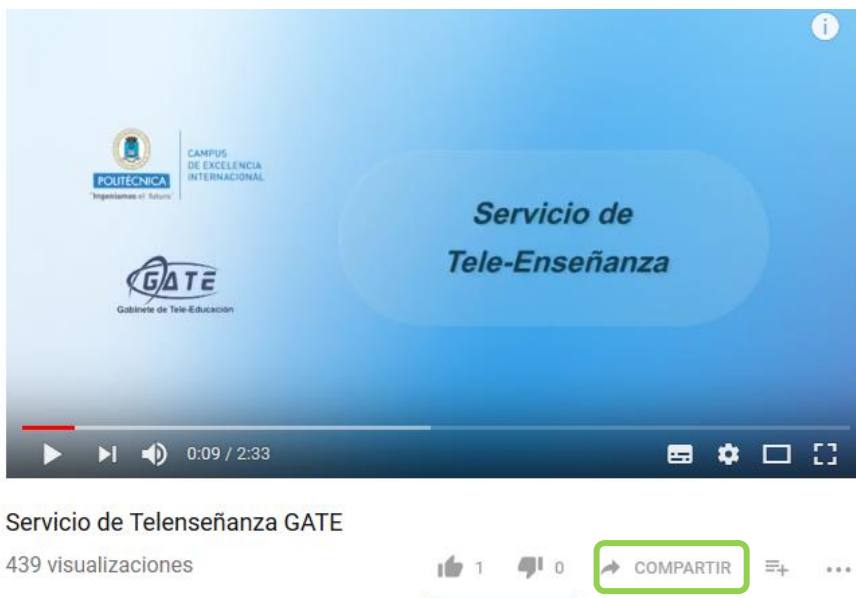 i
CAMPUS
DE EXCELENCIA
INTERNACIONAL
POLITÉCNICA
"Ingeniamos el futuro"
Servicio de
Tele-Enseñanza
GATE
Gabinete de Tele-Educación
0:09 / 2:33
Servicio de Telenseñanza GATE
439 visualizaciones
1
0
COMPARTIR